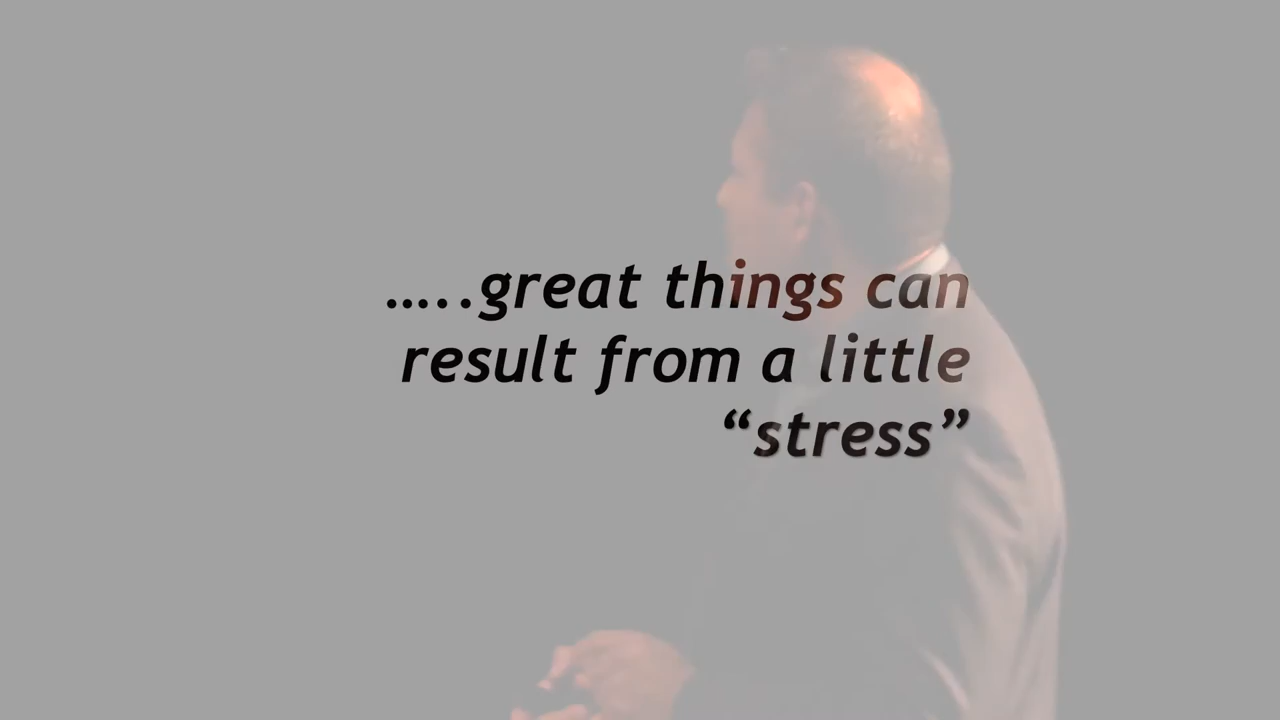 …..great things can
result from a little
“stress”